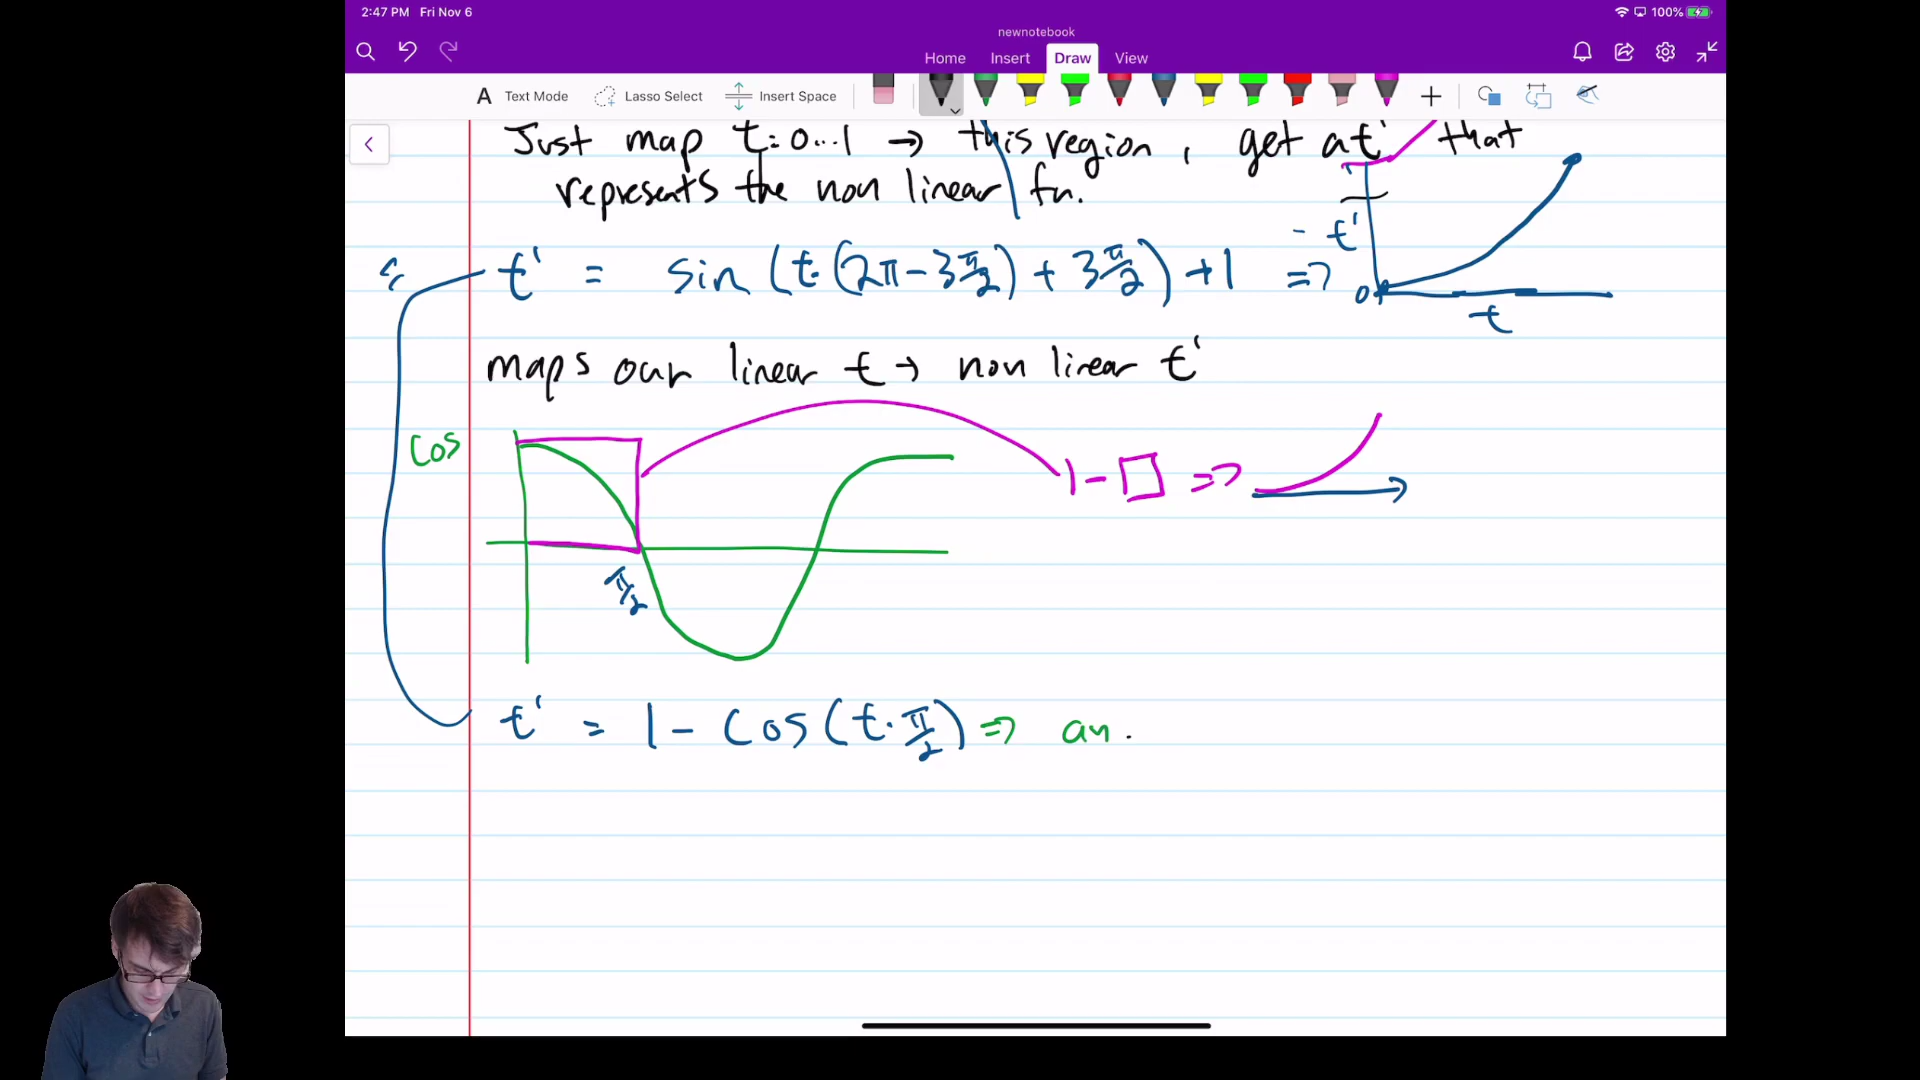 2:47 PM Fri Nov 6
100%
newnotebook
Home Insert Draw View
A Text Mode Lasso Select Insert Space
Just map t=0...1 → this region, get a t' that
represents the non linear fn.
t' = sin (t·(2π-3π/2) + 3π/2) +1 =>
t'
0
t
maps our linear t → non linear t'
Cos
1-□ =>
π/2
t' = 1 - Cos(t·π/2) => an